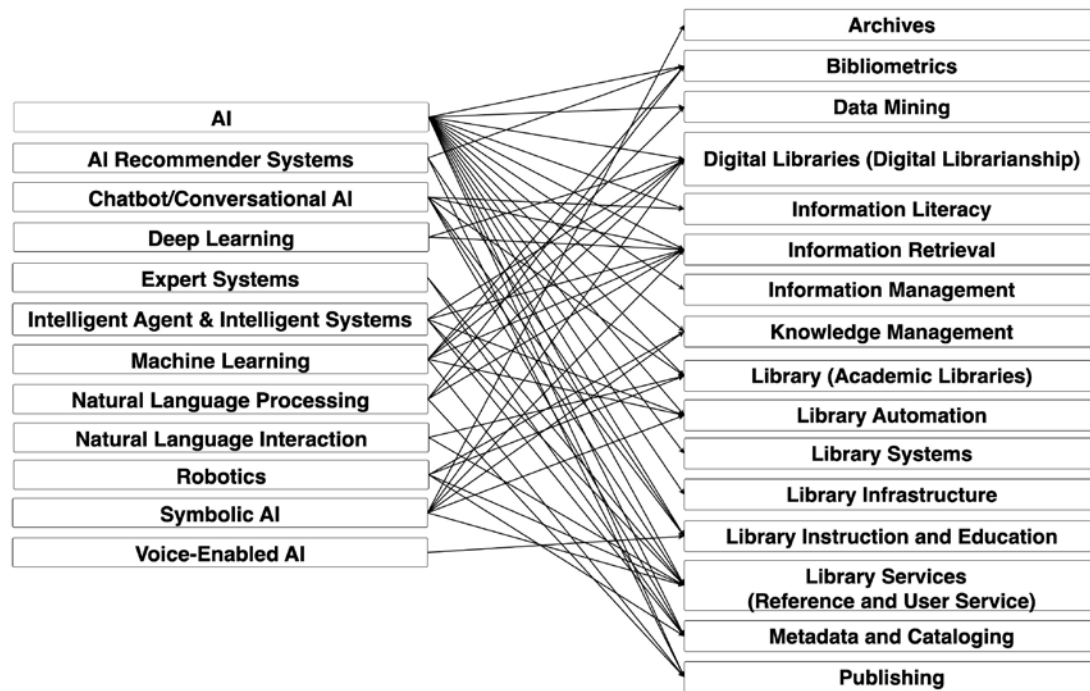 AI
AI Recommender Systems
Chatbot/Conversational AI
Deep Learning
Expert Systems
Intelligent Agent & Intelligent Systems
Machine Learning
Natural Language Processing
Natural Language Interaction
Robotics
Symbolic AI
Voice-Enabled AI
Archives
Bibliometrics
Data Mining
Digital Libraries (Digital Librarianship)
Information Literacy
Information Retrieval
Information Management
Knowledge Management
Library (Academic Libraries)
Library Automation
Library Systems
Library Infrastructure
Library Instruction and Education
Library Services
(Reference and User Service)
Metadata and Cataloging
Publishing